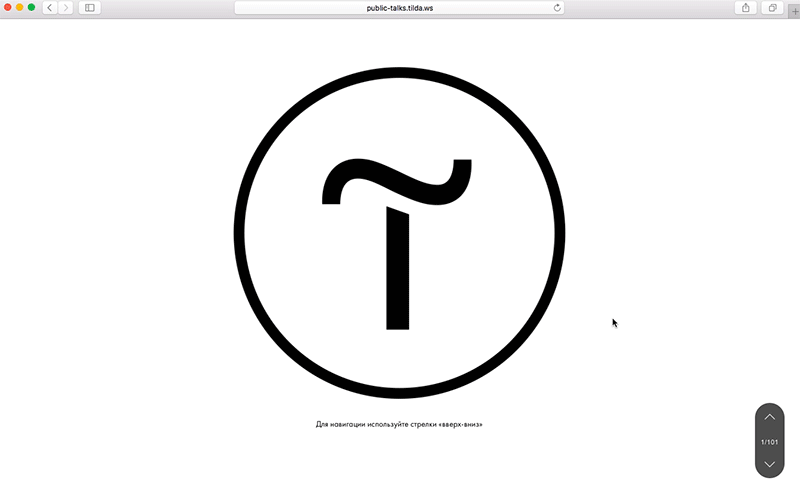 public-talks.tilda.ws
Для навигации используйте стрелки «вверх-вниз»
1/101